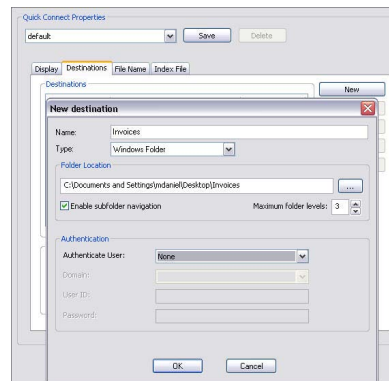 Quick Connect Properties
default Save Delete
Display Destinations File Name Index File
Destinations New
New destination
Name: Invoices
Type: Windows Folder
Folder Location
C:\Documents and Settings\mdaniel\Desktop\Invoices ...
Enable subfolder navigation Maximum folder levels: 3
Authentication
Authenticate User: None
Domain:
User ID:
Password:
OK Cancel